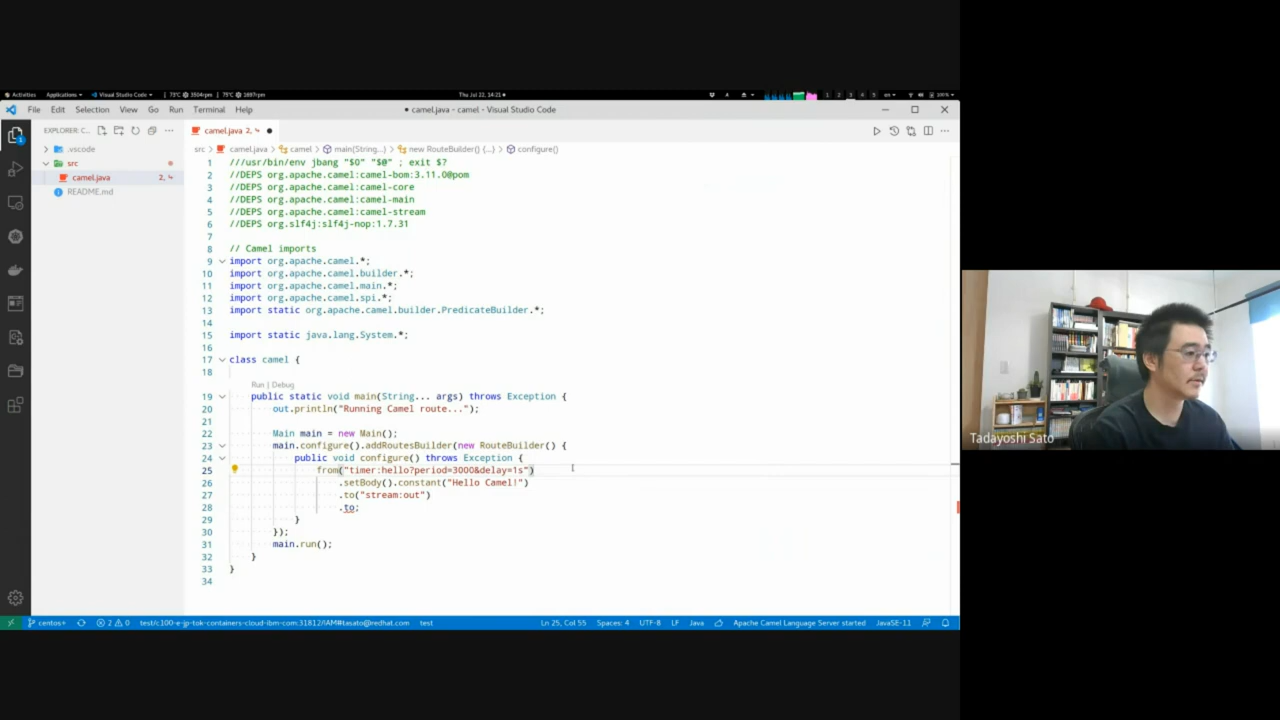 Activities Applications Visual Studio Code 73°C 3504rpm 75°C 1897rpm Thu Jul 22, 14:21 1 2 3 4 5 en 100%
File Edit Selection View Go Run Terminal Help
camel.java - camel - Visual Studio Code
EXPLORER: C...
camel.java 2,
.vscode
src
camel.java 2,
README.md
src > camel.java > camel > main(String...) > new RouteBuilder() {...} > configure()
1 ///usr/bin/env jbang "$0" "$@" ; exit $?
2 //DEPS org.apache.camel:camel-bom:3.11.0@pom
3 //DEPS org.apache.camel:camel-core
4 //DEPS org.apache.camel:camel-main
5 //DEPS org.apache.camel:camel-stream
6 //DEPS org.slf4j:slf4j-nop:1.7.31
7
8 // Camel imports
9 import org.apache.camel.*;
10 import org.apache.camel.builder.*;
11 import org.apache.camel.main.*;
12 import org.apache.camel.spi.*;
13 import static org.apache.camel.builder.PredicateBuilder.*;
14
15 import static java.lang.System.*;
16
17 class camel {
18
Run | Debug
19 public static void main(String... args) throws Exception {
20 out.println("Running Camel route...");
21
22 Main main = new Main();
23 main.configure().addRoutesBuilder(new RouteBuilder() {
24 public void configure() throws Exception {
25 from("timer:hello?period=3000&delay=1s")
26 .setBody().constant("Hello Camel!")
27 .to("stream:out")
28 .to;
29 }
30 });
31 main.run();
32 }
33 }
34
centos+ 2 0 test/c100-e-jp-tok-containers-cloud-ibm-com:31812/IAM#tasato@redhat.com test Ln 25, Col 55 Spaces: 4 UTF-8 LF Java Apache Camel Language Server started JavaSE-11
Tadayoshi Sato